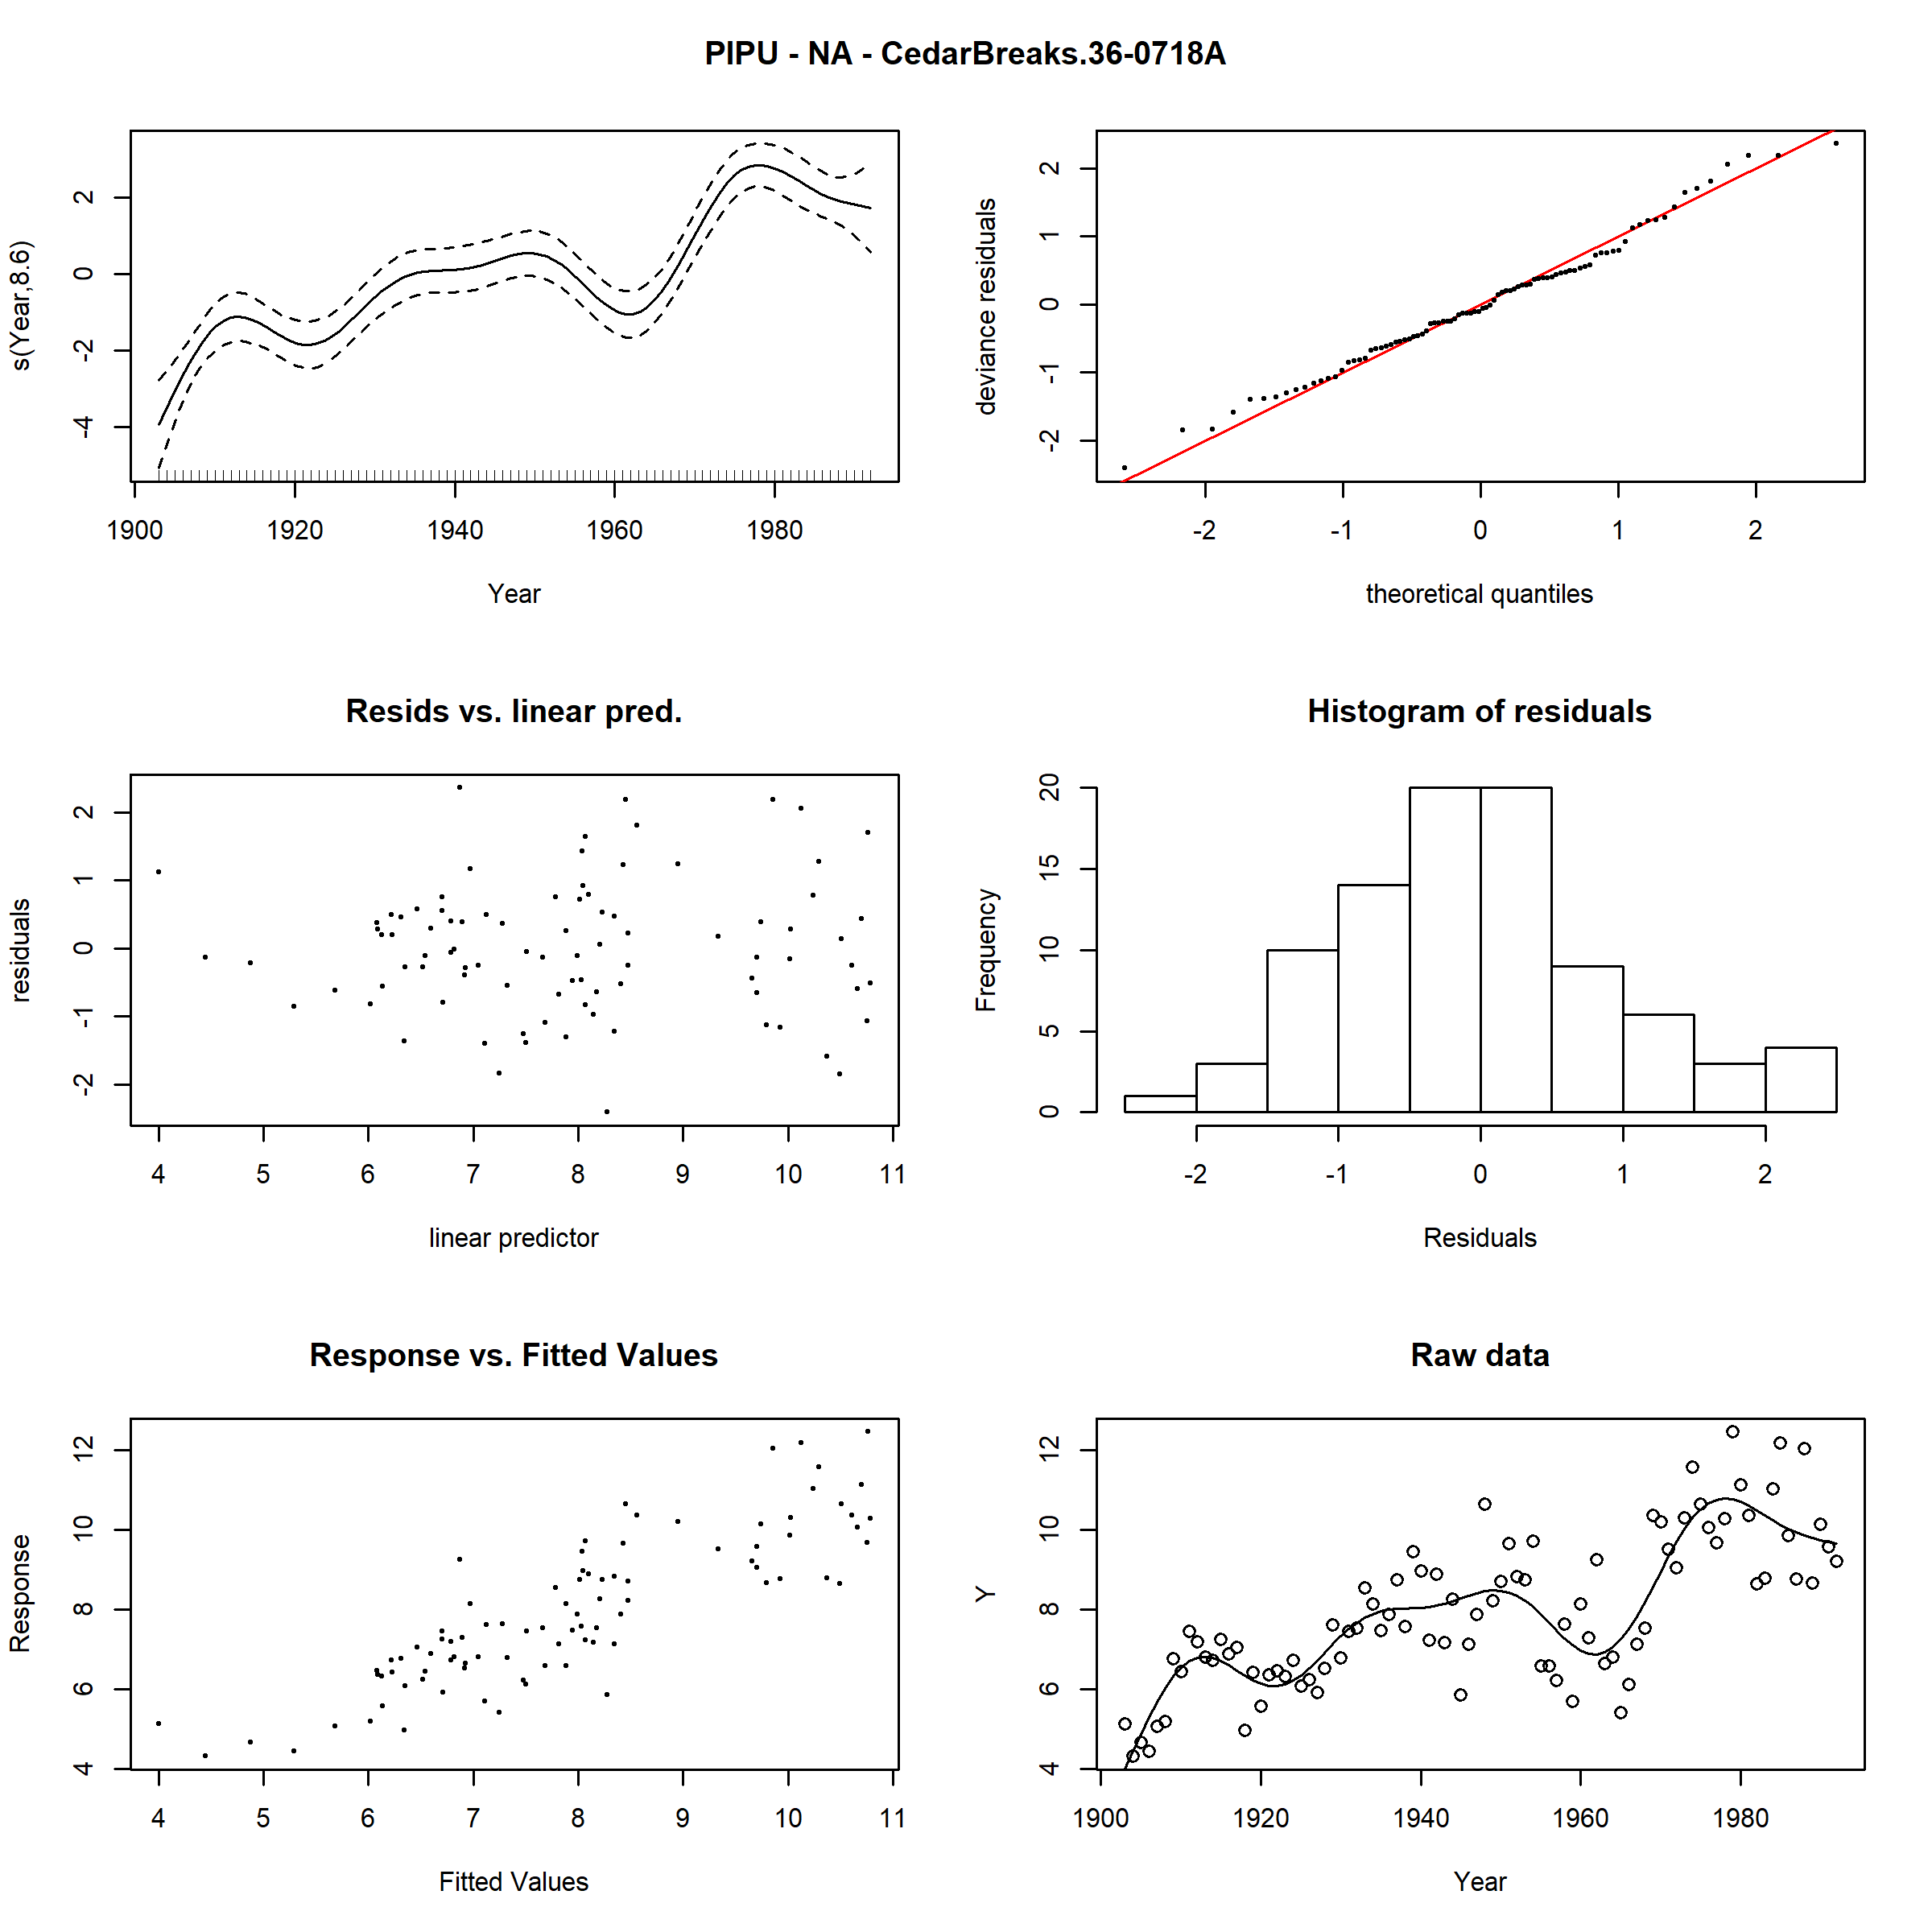 PIPU - NA - CedarBreaks.36-0718A
s(Year,8.6)
2
0
-2
-4
1900 1920 1940 1960 1980
Year
deviance residuals
2
1
0
-1
-2
-2 -1 0 1 2
theoretical quantiles
Resids vs. linear pred.
residuals
2
1
0
-1
-2
4 5 6 7 8 9 10 11
linear predictor
Histogram of residuals
Frequency
20
15
10
5
0
-2 -1 0 1 2
Residuals
Response vs. Fitted Values
Response
12
10
8
6
4
4 5 6 7 8 9 10 11
Fitted Values
Raw data
Y
12
10
8
6
4
1900 1920 1940 1960 1980
Year